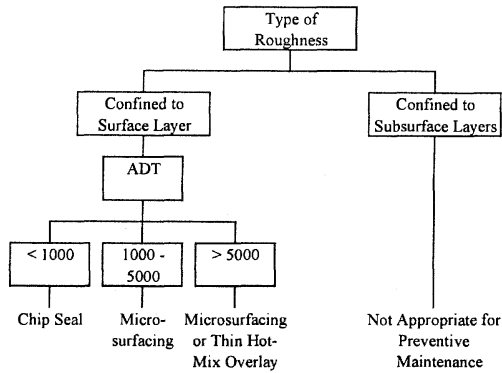 Type of
Roughness
Confined to
Surface Layer
Confined to
Subsurface Layers
ADT
< 1000
1000 -
5000
> 5000
Chip Seal
Micro-
surfacing
Microsurfacing
or Thin Hot-
Mix Overlay
Not Appropriate for
Preventive
Maintenance